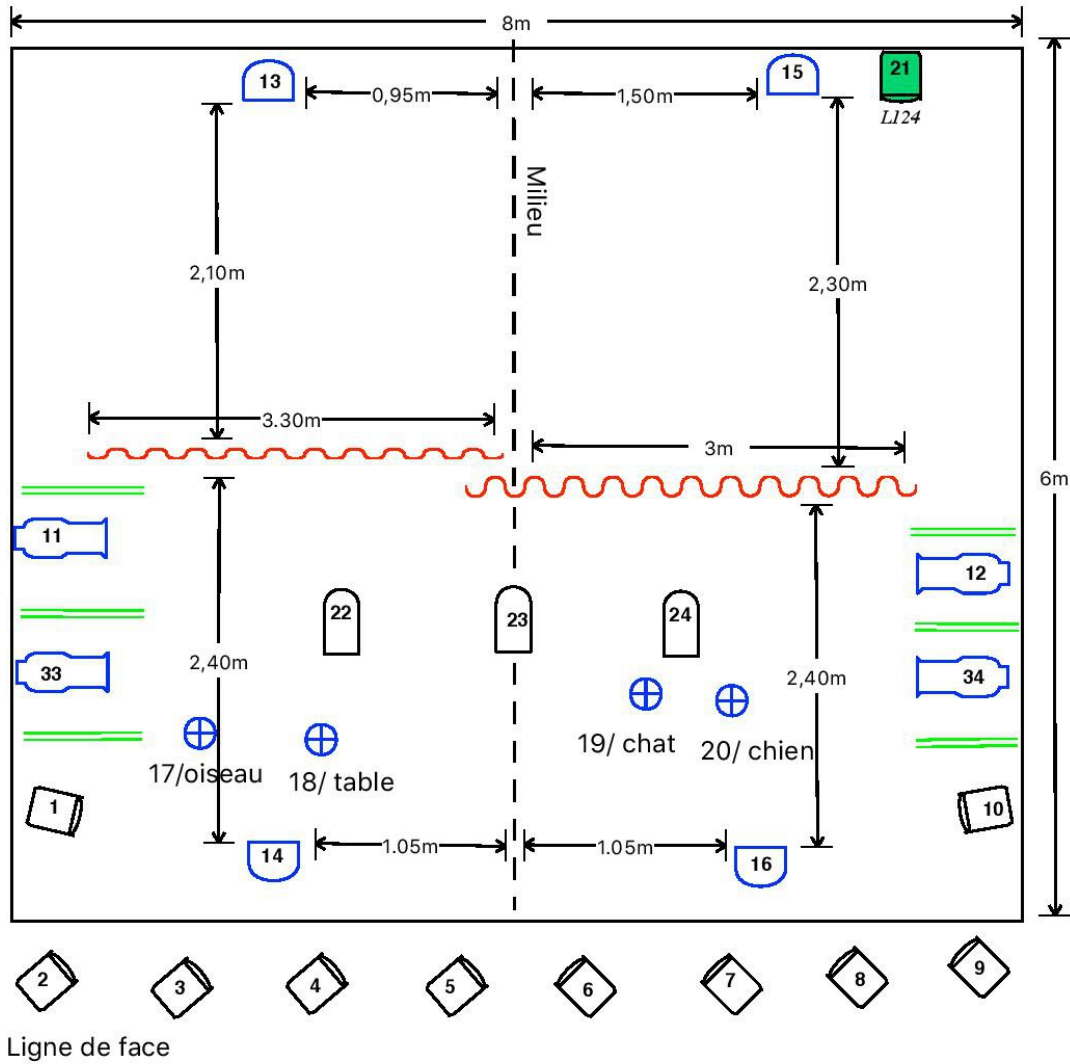 8m
13
15
21
0,95m
1,50m
L124
Milieu
2,10m
2,30m
3.30m
3m
6m
11
12
22
23
24
33
2,40m
2,40m
34
19/ chat
20/ chien
17/oiseau
18/ table
1
10
14
1.05m
1.05m
16
2
3
4
5
6
7
8
9
Ligne de face